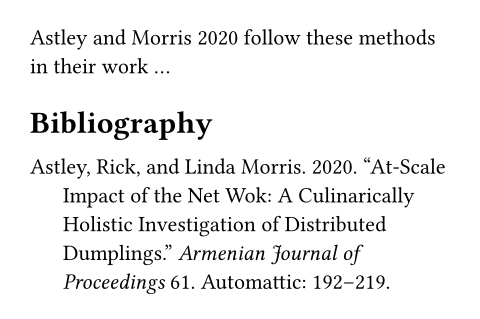 Astley and Morris 2020 follow these methods
in their work …
Bibliography
Astley, Rick, and Linda Morris. 2020. “At-Scale
Impact of the Net Wok: A Culinarically
Holistic Investigation of Distributed
Dumplings.” Armenian Journal of
Proceedings 61. Automattic: 192–219.